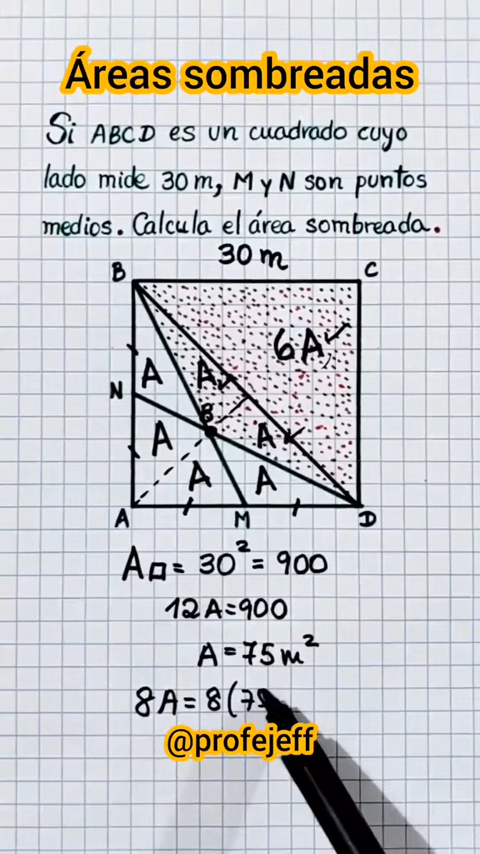 Áreas sombreadas
Si ABCD es un cuadrado cuyo
lado mide 30 m, M y N son puntos
medios. Calcula el área sombreada.
30 m
B
C
6A
A
A
N
G
A
A
A
A
A
M
D
A□ = 30² = 900
12A = 900
A = 75 m²
8A = 8(75
@profejeff